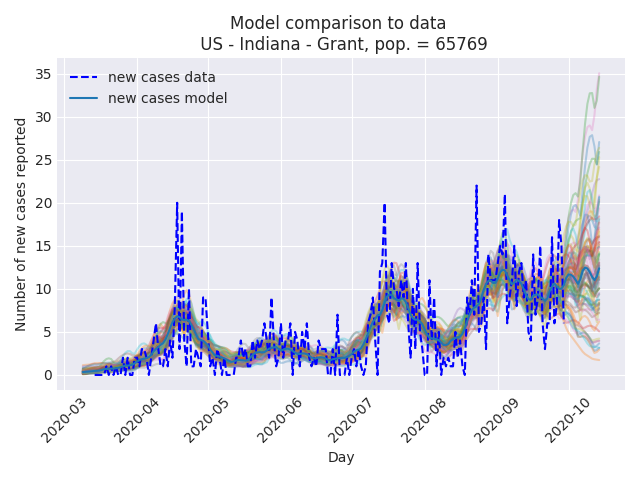 Model comparison to data
US - Indiana - Grant, pop. = 65769
new cases data
new cases model
Number of new cases reported
35
30
25
20
15
10
5
0
2020-03
2020-04
2020-05
2020-06
2020-07
2020-08
2020-09
2020-10
Day